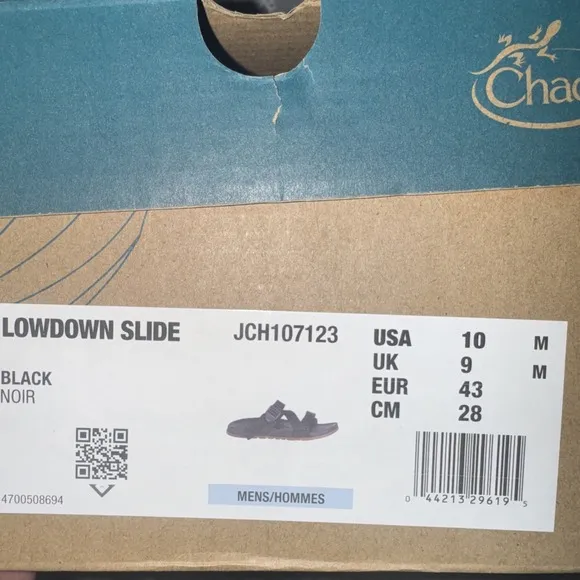 Chac
LOWDOWN SLIDE
JCH107123
BLACK
NOIR
4700508694
MENS/HOMMES
USA 10 M
UK 9 M
EUR 43
CM 28
0 44213 29619 5